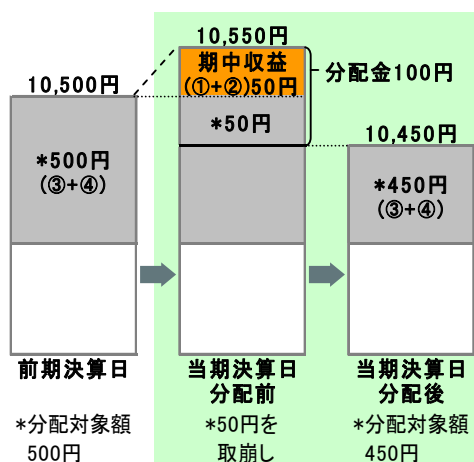 10,500円
*500円
(③+④)
前期決算日
*分配対象額
500円
10,550円
期中収益
(①+②)50円
*50円
分配金100円
当期決算日
分配前
*50円を
取崩し
10,450円
*450円
(③+④)
当期決算日
分配後
*分配対象額
450円